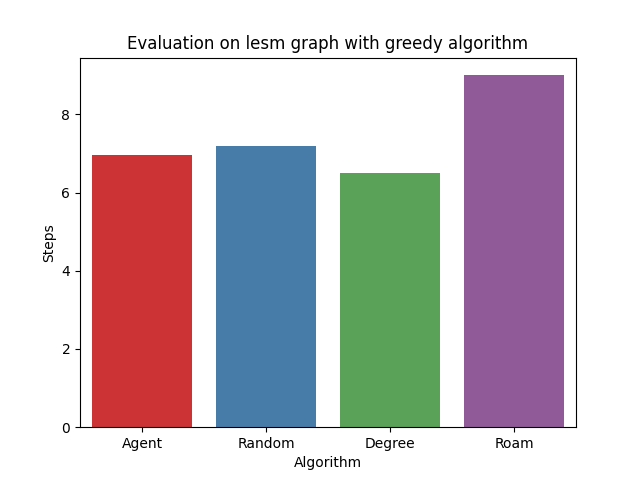 Evaluation on lesm graph with greedy algorithm
8
6
4
2
0
Steps
Agent Random Degree Roam
Algorithm